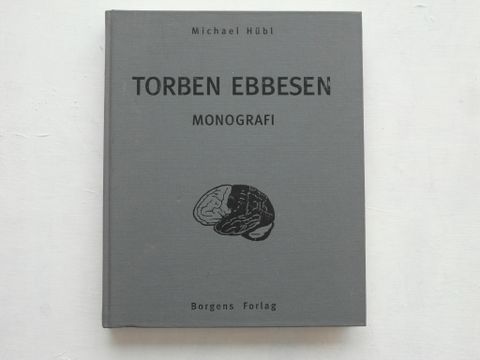 Michael Hübl
TORBEN EBBESEN
MONOGRAFI
Borgens Forlag